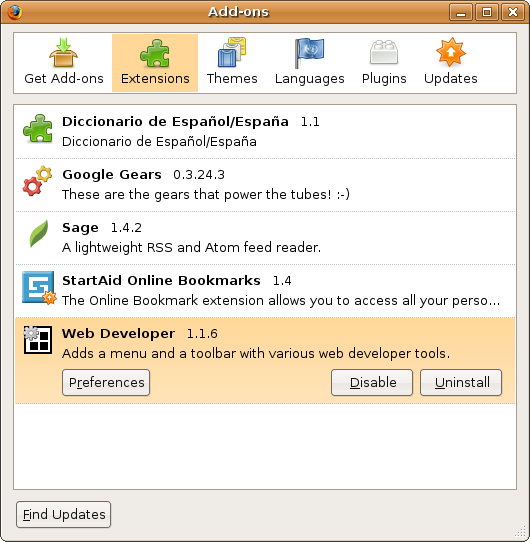 Add-ons
Get Add-ons Extensions Themes Languages Plugins Updates
Diccionario de Español/España 1.1
Diccionario de Español/España
Google Gears 0.3.24.3
These are the gears that power the tubes! :-)
Sage 1.4.2
A lightweight RSS and Atom feed reader.
StartAid Online Bookmarks 1.4
The Online Bookmark extension allows you to access all your perso...
Web Developer 1.1.6
Adds a menu and a toolbar with various web developer tools.
Preferences Disable Uninstall
Find Updates